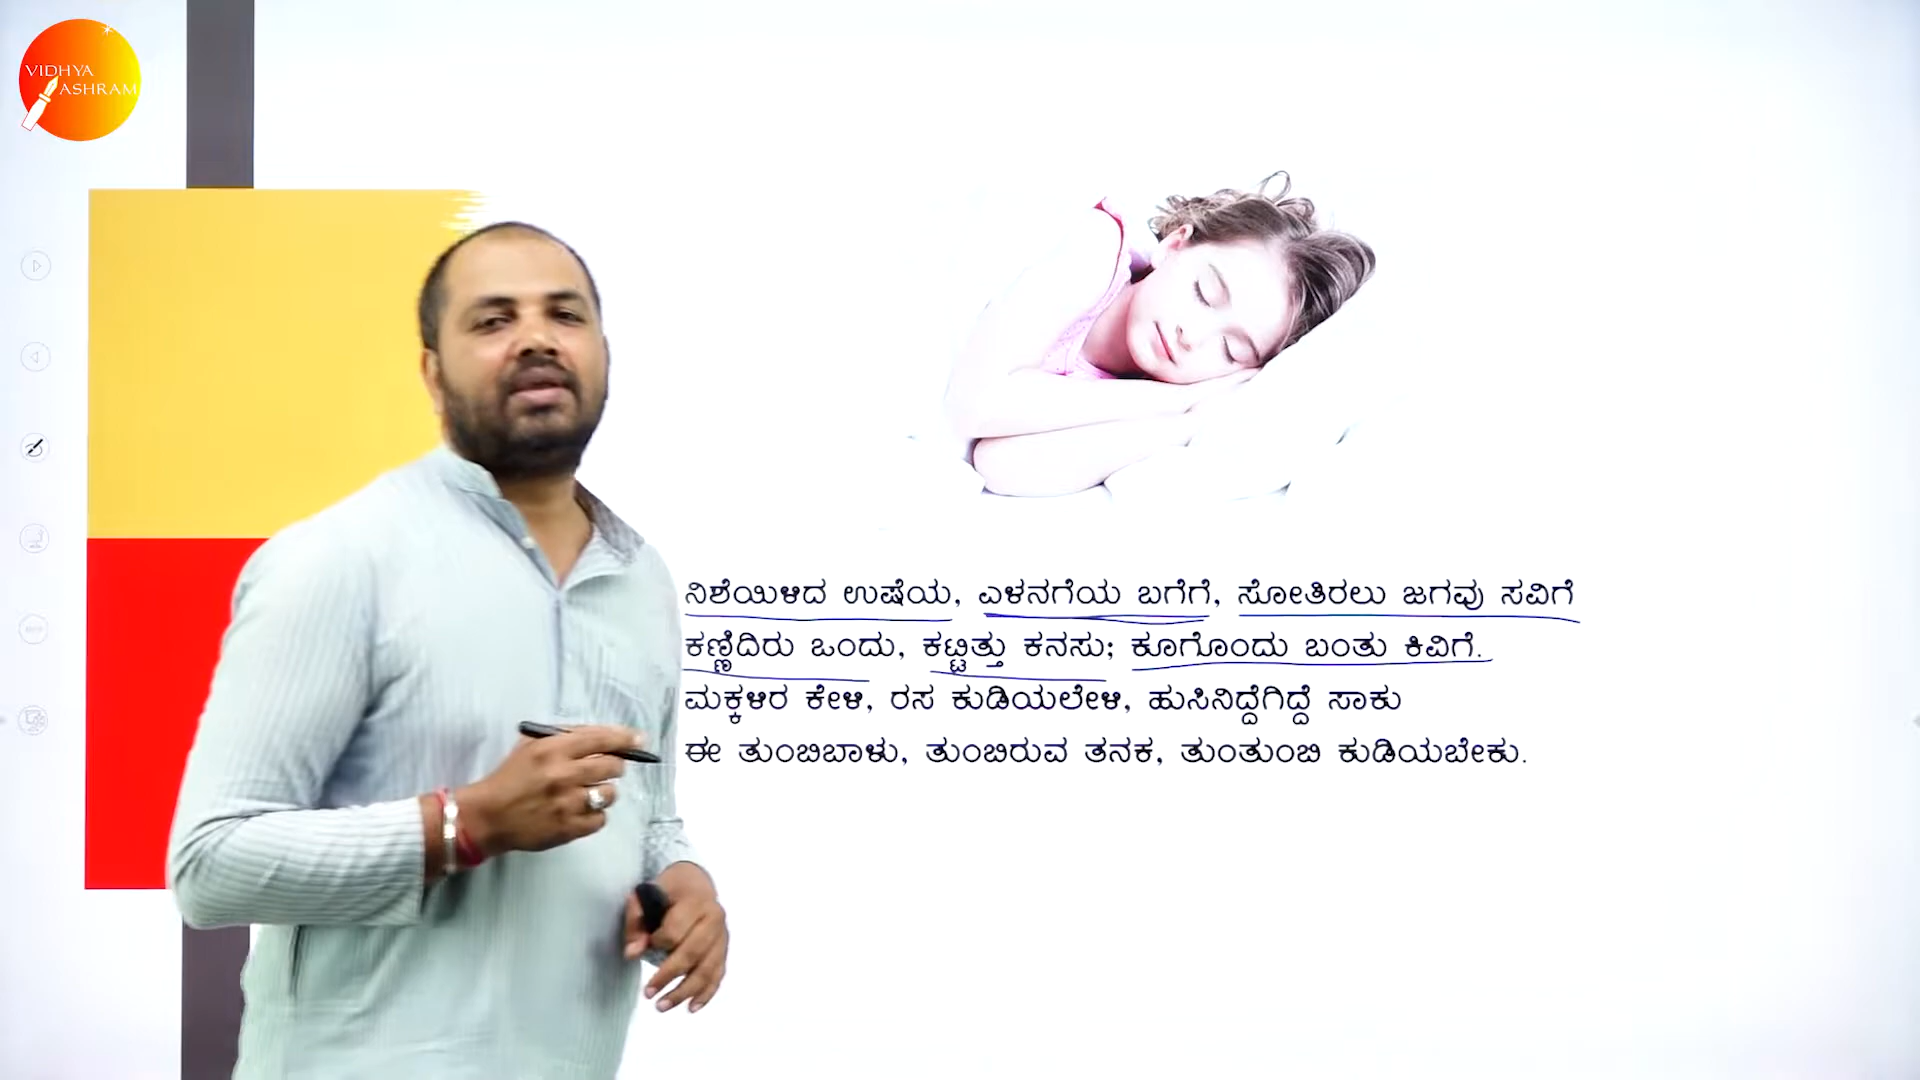 VIDHYA
ASHRAM
ನಿಶೆಯಿಳಿದ ಉಷೆಯ, ಎಳನಗೆಯ ಬಗೆಗೆ, ಸೋತಿರಲು ಜಗವು ಸವಿಗೆ
ಕಣ್ಣಿದಿರು ಒಂದು, ಕಟ್ಟಿತ್ತು ಕನಸು; ಕೂಗೊಂದು ಬಂತು ಕಿವಿಗೆ.
ಮಕ್ಕಳಿರ ಕೇಳಿ, ರಸ ಕುಡಿಯಲೇಳಿ, ಹುಸಿನಿದ್ದೆಗಿದ್ದೆ ಸಾಕು
ಈ ತುಂಬಿಬಾಳು, ತುಂಬಿರುವ ತನಕ, ತುಂತುಂಬಿ ಕುಡಿಯಬೇಕು.